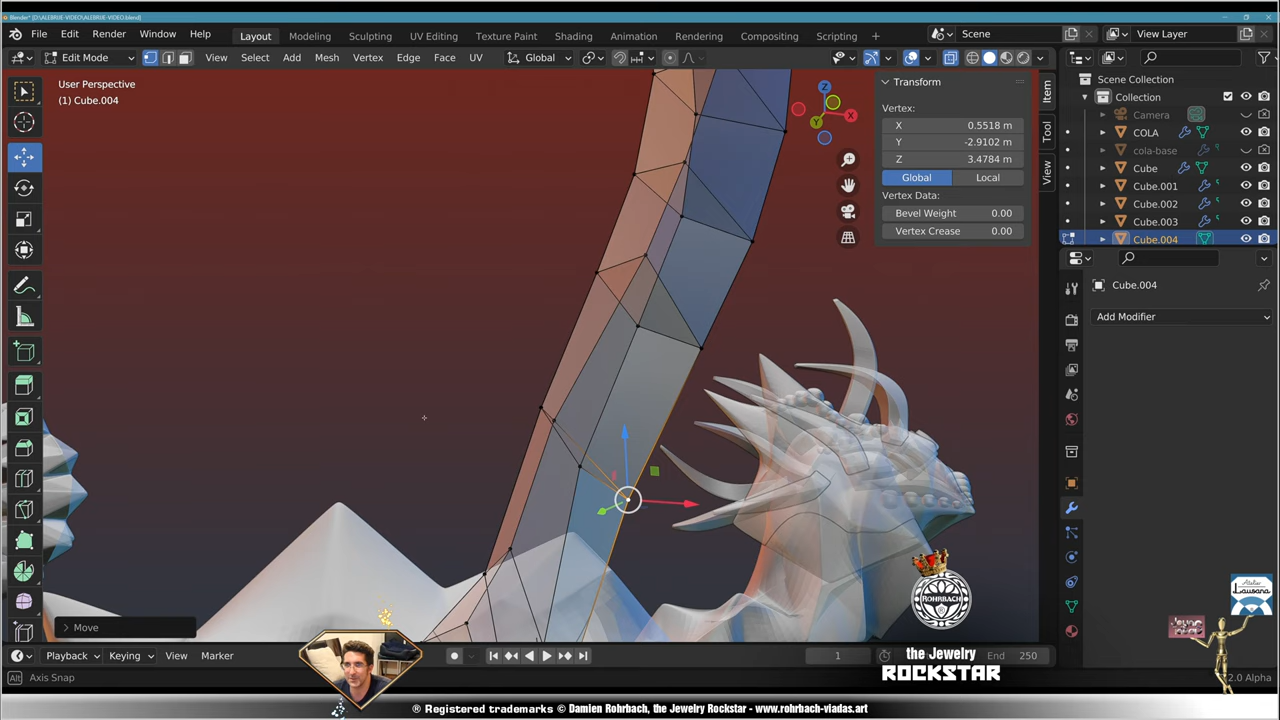 Blender* [D:\ALEBRIJE-VIDEO\ALEBRIJE-VIDEO.blend]
File Edit Render Window Help
Layout Modeling Sculpting UV Editing Texture Paint Shading Animation Rendering Compositing Scripting +
Scene
View Layer
Edit Mode
View Select Add Mesh Vertex Edge Face UV
Global
User Perspective
(1) Cube.004
Z
X
Y
Transform
Vertex:
X 0.5518 m
Y -2.9102 m
Z 3.4784 m
Global Local
Vertex Data:
Bevel Weight 0.00
Vertex Crease 0.00
Item
Tool
View
Scene Collection
Collection
Camera
COLA
cola-base
Cube
Cube.001
Cube.002
Cube.003
Cube.004
Cube.004
Add Modifier
Move
Playback Keying View Marker
1
End 250
Alt Axis Snap
2.0 Alpha
ROHRBACH
the Jewelry
ROCKSTAR
Atelier
Lausana
® Registered trademarks © Damien Rohrbach, the Jewelry Rockstar - www.rohrbach-viadas.art